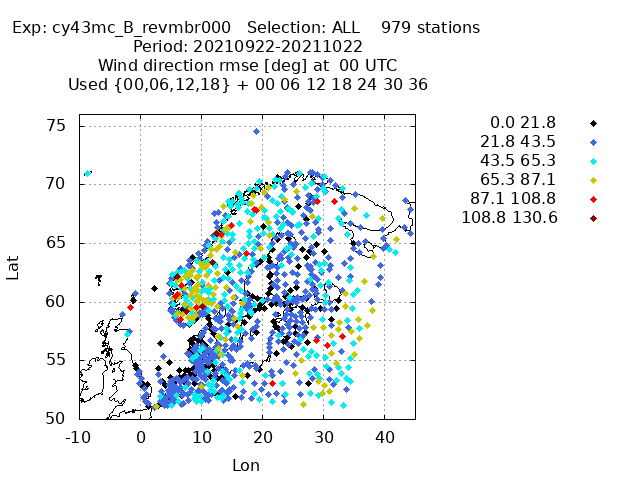 Exp: cy43mc_B_revmbr000   Selection: ALL    979 stations
Period: 20210922-20211022
Wind direction rmse [deg] at  00 UTC
Used {00,06,12,18} + 00 06 12 18 24 30 36
0.0 21.8
21.8 43.5
43.5 65.3
65.3 87.1
87.1 108.8
108.8 130.6
75
70
65
60
55
50
Lat
-10 0 10 20 30 40
Lon